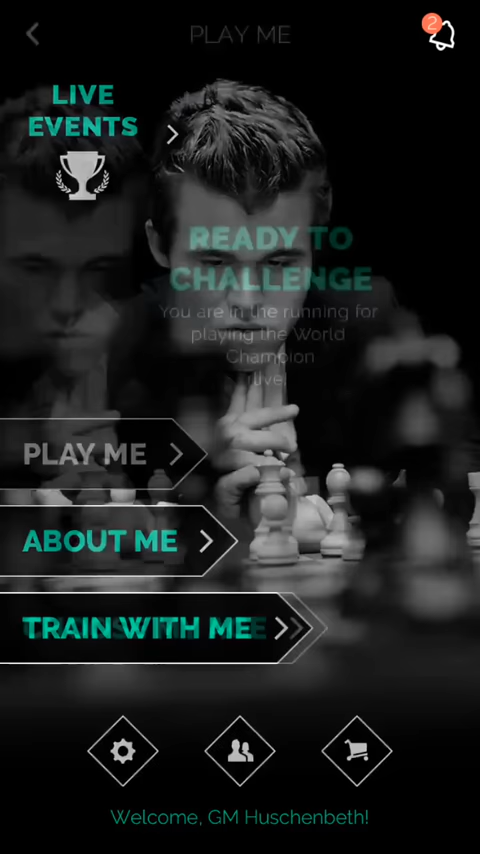 PLAY ME
2
LIVE
EVENTS
READY TO
CHALLENGE
You are in the running for
playing the World
Champion
live!
PLAY ME
ABOUT ME
TRAIN WITH ME
Welcome, GM Huschenbeth!